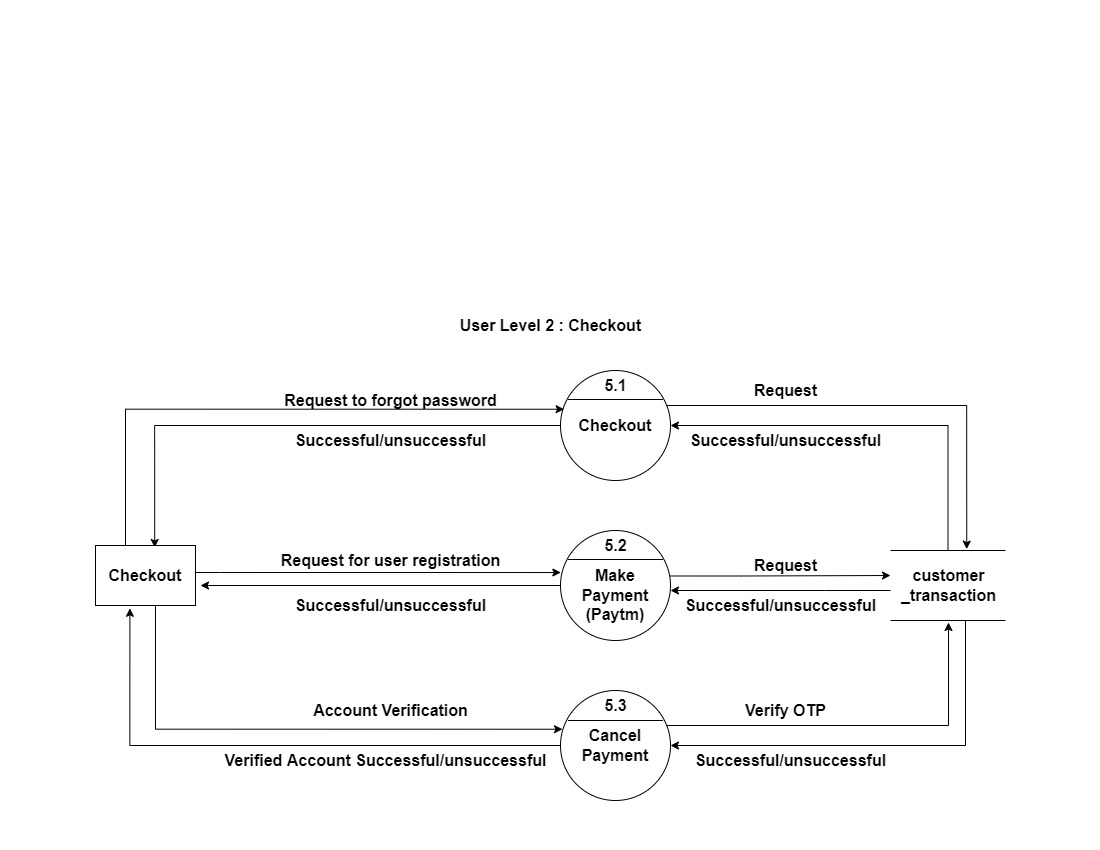 User Level 2 : Checkout
5.1
Request to forgot password
Request
Checkout
Successful/unsuccessful
Successful/unsuccessful
5.2
Request for user registration
Request
Checkout
Make
Payment
(Paytm)
customer
_transaction
Successful/unsuccessful
Successful/unsuccessful
5.3
Account Verification
Verify OTP
Cancel
Payment
Verified Account Successful/unsuccessful
Successful/unsuccessful